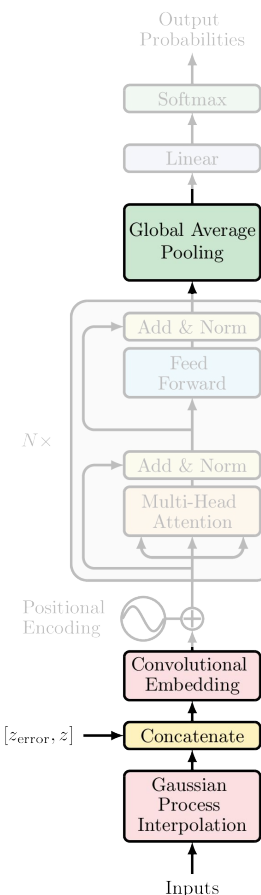 Output
Probabilities
Softmax
Linear
Global Average
Pooling
Add & Norm
Feed
Forward
N×
Add & Norm
Multi-Head
Attention
Positional
Encoding
Convolutional
Embedding
[z_error, z]
Concatenate
Gaussian
Process
Interpolation
Inputs